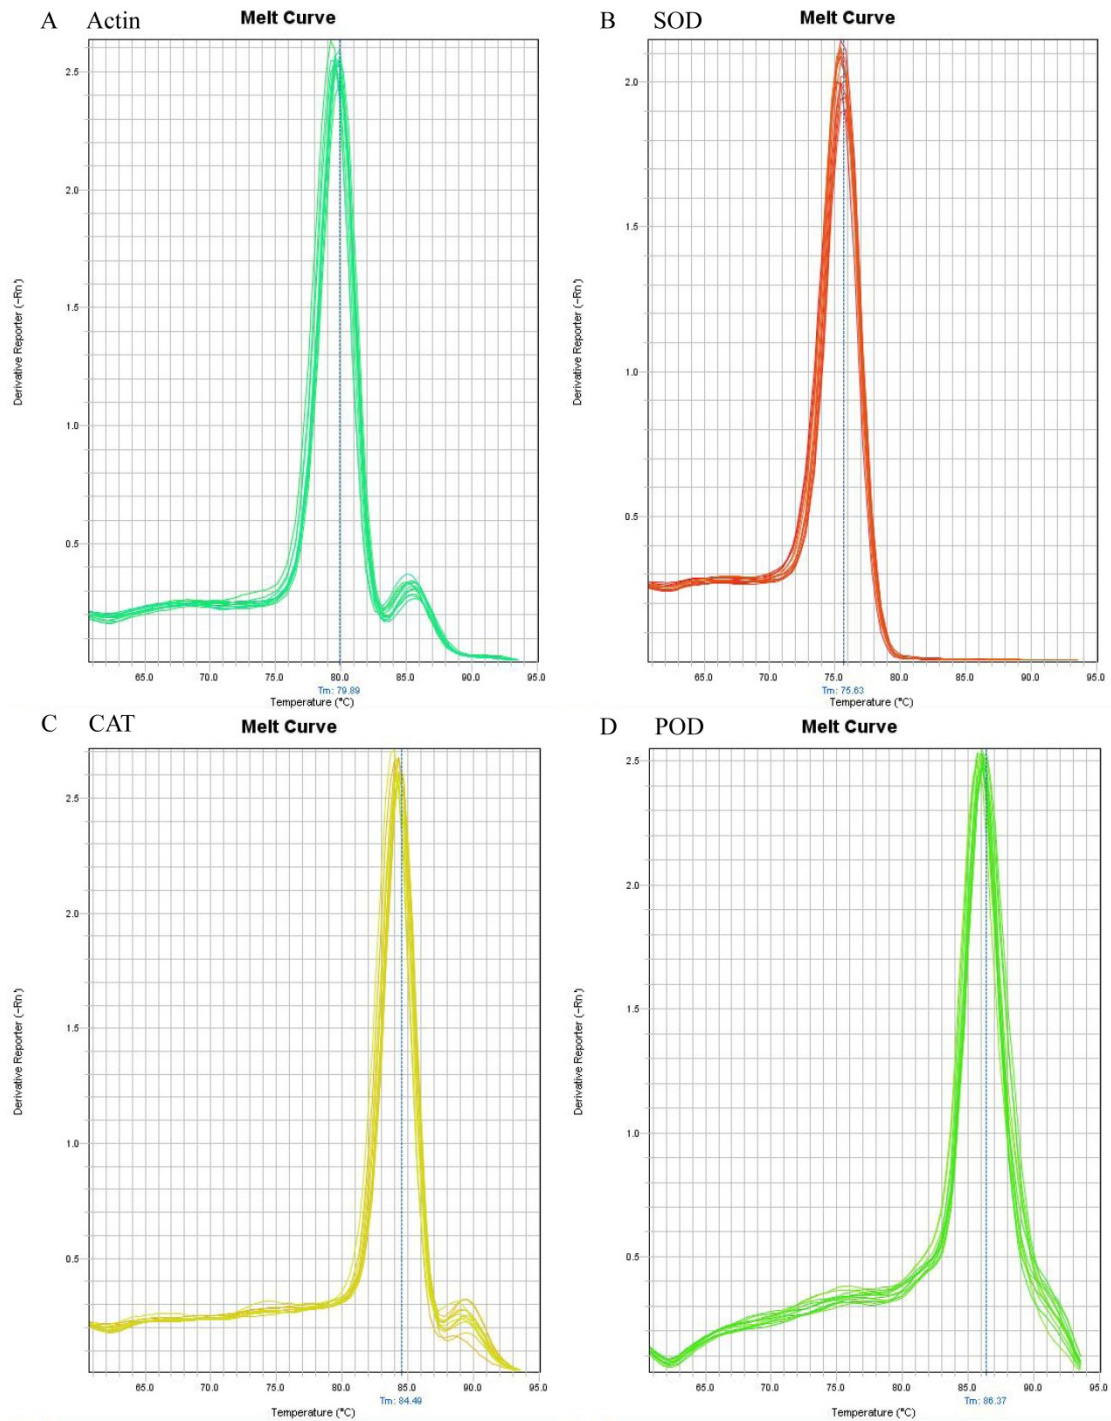 A Actin Melt Curve
2.5
2.0
1.5
1.0
0.5
Derivative Reporter (-Rn')
65.0 70.0 75.0 80.0 85.0 90.0 95.0
Tm: 79.89
Temperature (°C)
B SOD Melt Curve
2.0
1.5
1.0
0.5
Derivative Reporter (-Rn')
65.0 70.0 75.0 80.0 85.0 90.0 95.0
Tm: 75.63
Temperature (°C)
C CAT Melt Curve
2.5
2.0
1.5
1.0
0.5
Derivative Reporter (-Rn')
65.0 70.0 75.0 80.0 85.0 90.0 95.0
Tm: 84.49
Temperature (°C)
D POD Melt Curve
2.5
2.0
1.5
1.0
0.5
Derivative Reporter (-Rn')
65.0 70.0 75.0 80.0 85.0 90.0 95.0
Tm: 86.37
Temperature (°C)